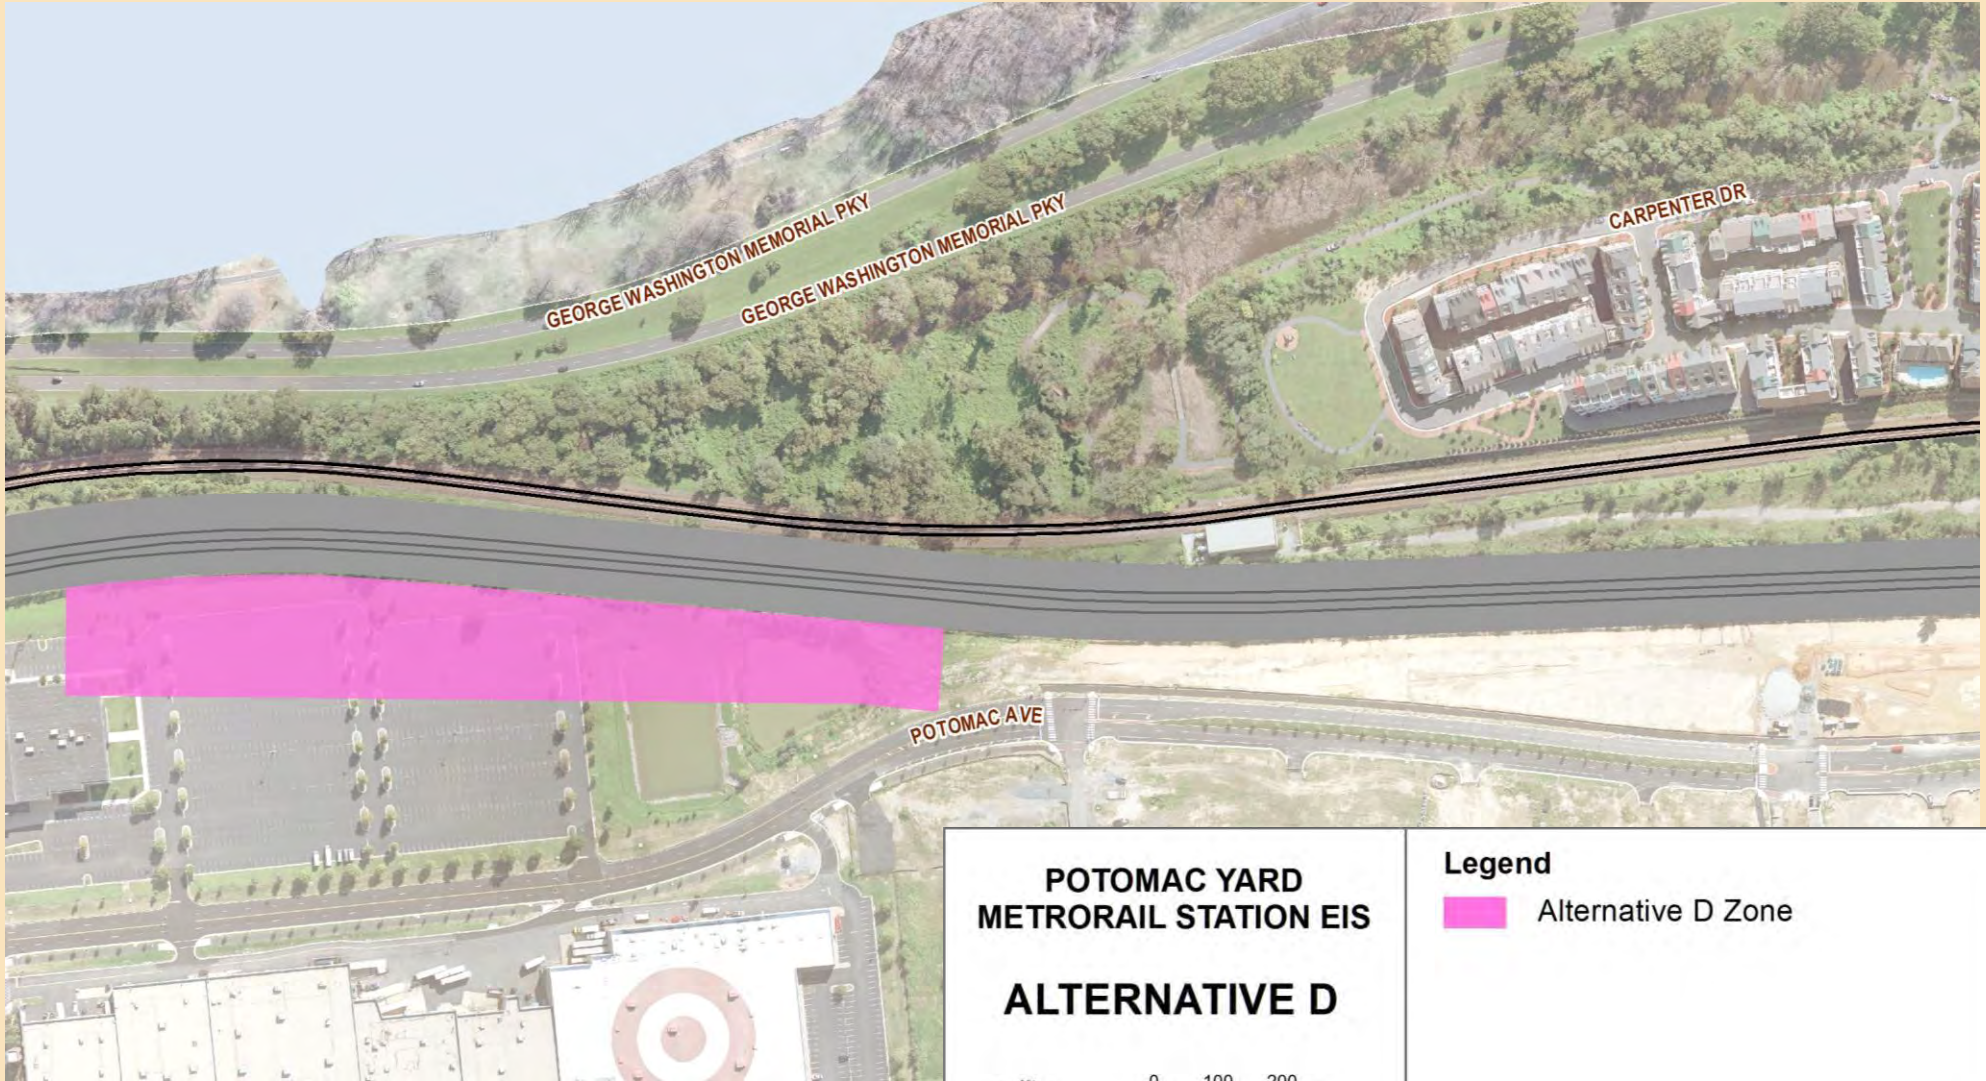 CARPENTER DR
GEORGE WASHINGTON MEMORIAL PKY
GEORGE WASHINGTON MEMORIAL PKY
POTOMAC AVE
POTOMAC YARD
METRORAIL STATION EIS
ALTERNATIVE D
0 100 200
Legend
Alternative D Zone